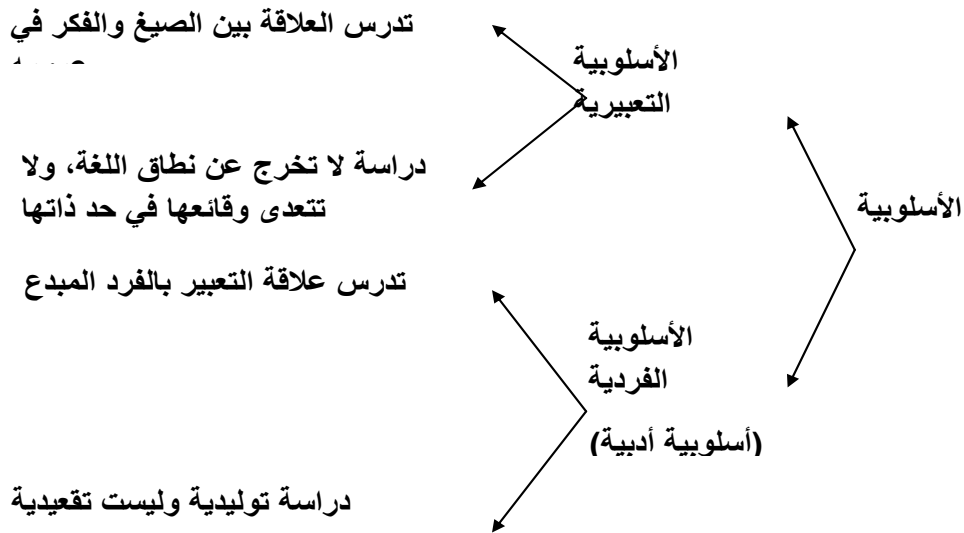 الأسلوبية
الأسلوبية
التعبيرية
تدرس العلاقة بين الصيغ والفكر في
دراسة لا تخرج عن نطاق اللغة، ولا
تتعدى وقائعها في حد ذاتها
الأسلوبية
الفردية
(أسلوبية أدبية)
تدرس علاقة التعبير بالفرد المبدع
دراسة توليدية وليست تقعيدية